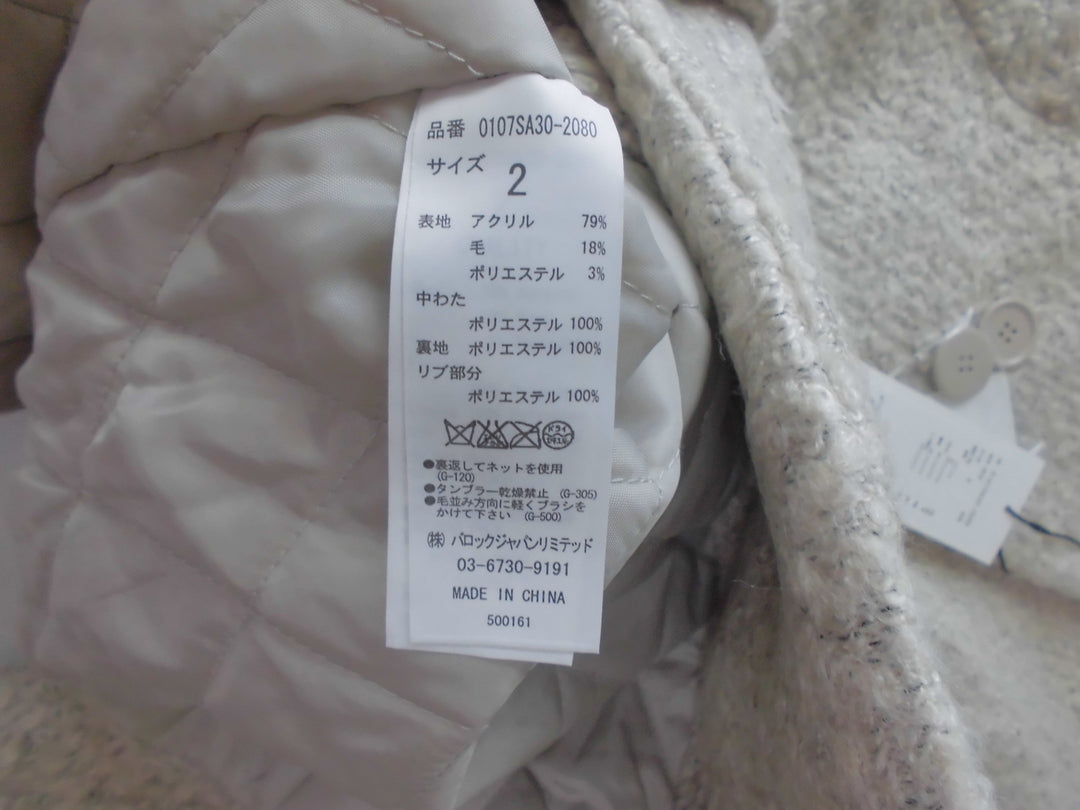 品番 0107SA30-2080
サイズ 2
表地 アクリル 79%
毛 18%
ポリエステル 3%
中わた
ポリエステル 100%
裏地 ポリエステル 100%
リブ部分
ポリエステル 100%
ドライ
●裏返してネットを使用
(G-120)
●タンブラー乾燥禁止 (G-305)
●毛並み方向に軽くブラシを
かけて下さい (G-500)
㈱ バロックジャパンリミテッド
03-6730-9191
MADE IN CHINA
500161